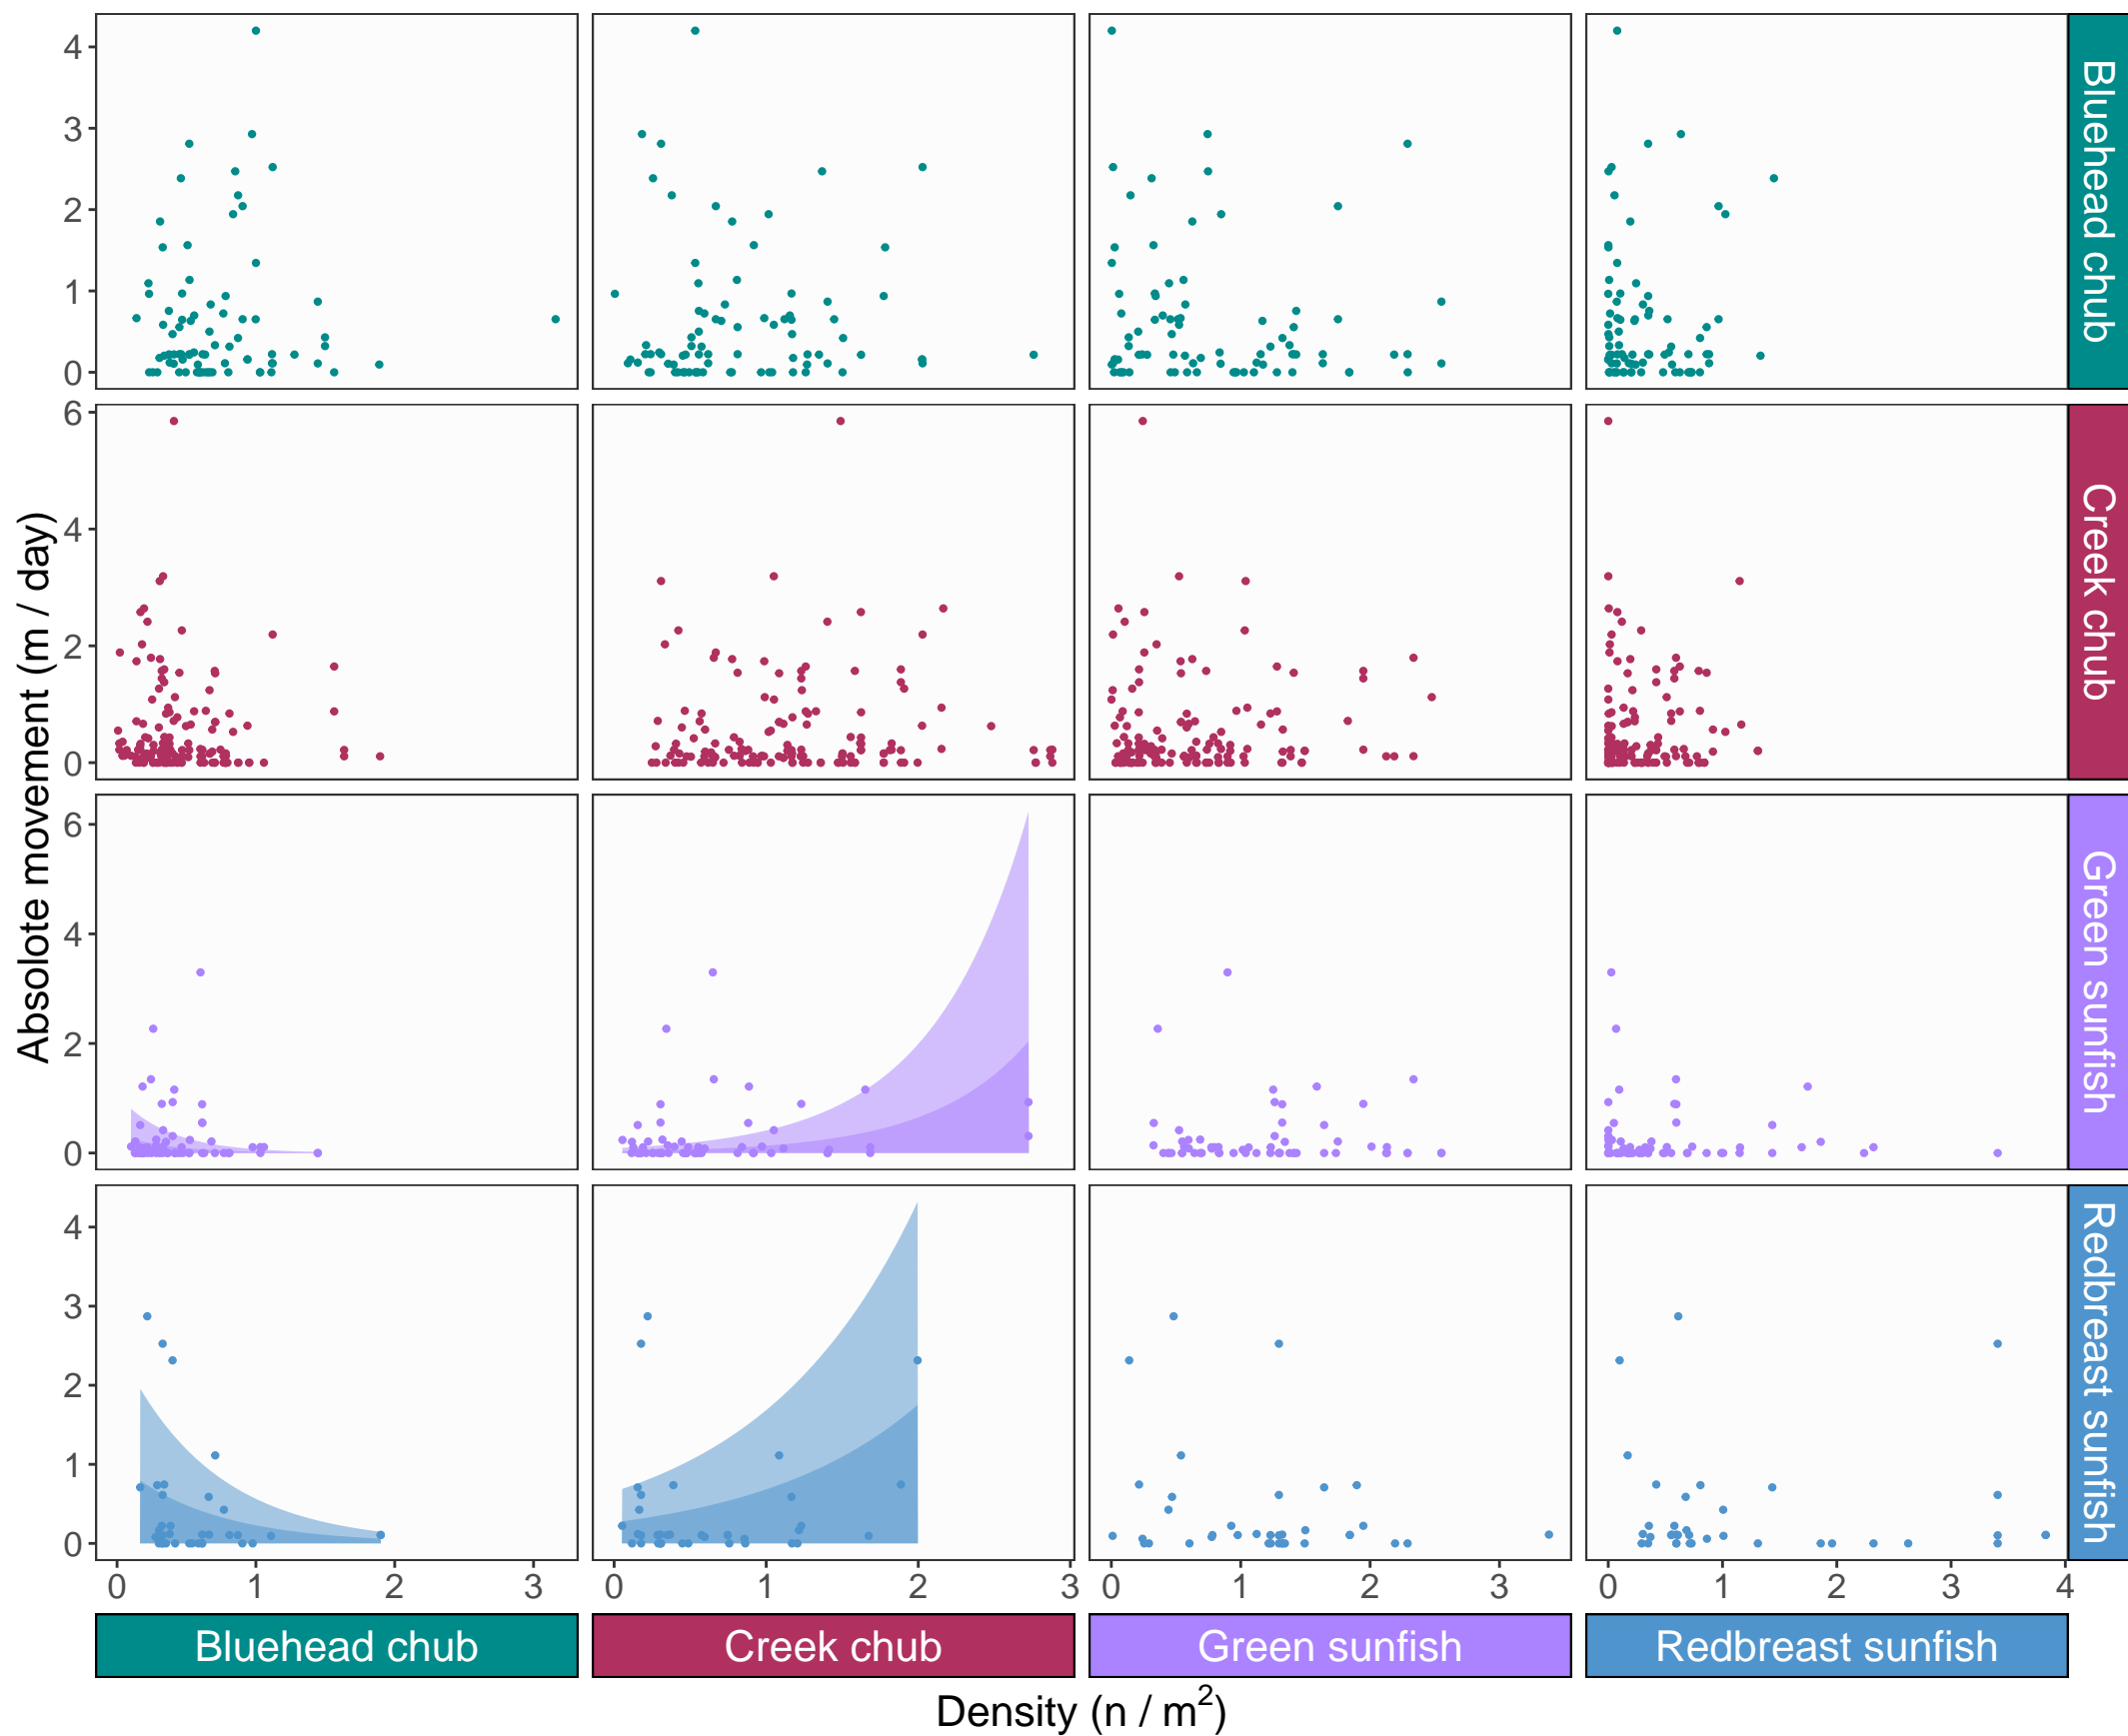 4
3
2
1
0
Bluehead chub
6
4
2
0
Creek chub
Absolute movement (m / day)
6
4
2
0
Green sunfish
4
3
2
1
0
Redbreast sunfish
0 1 2 3 0 1 2 3 0 1 2 3 0 1 2 3 4
Bluehead chub Creek chub Green sunfish Redbreast sunfish
Density (n / m²)